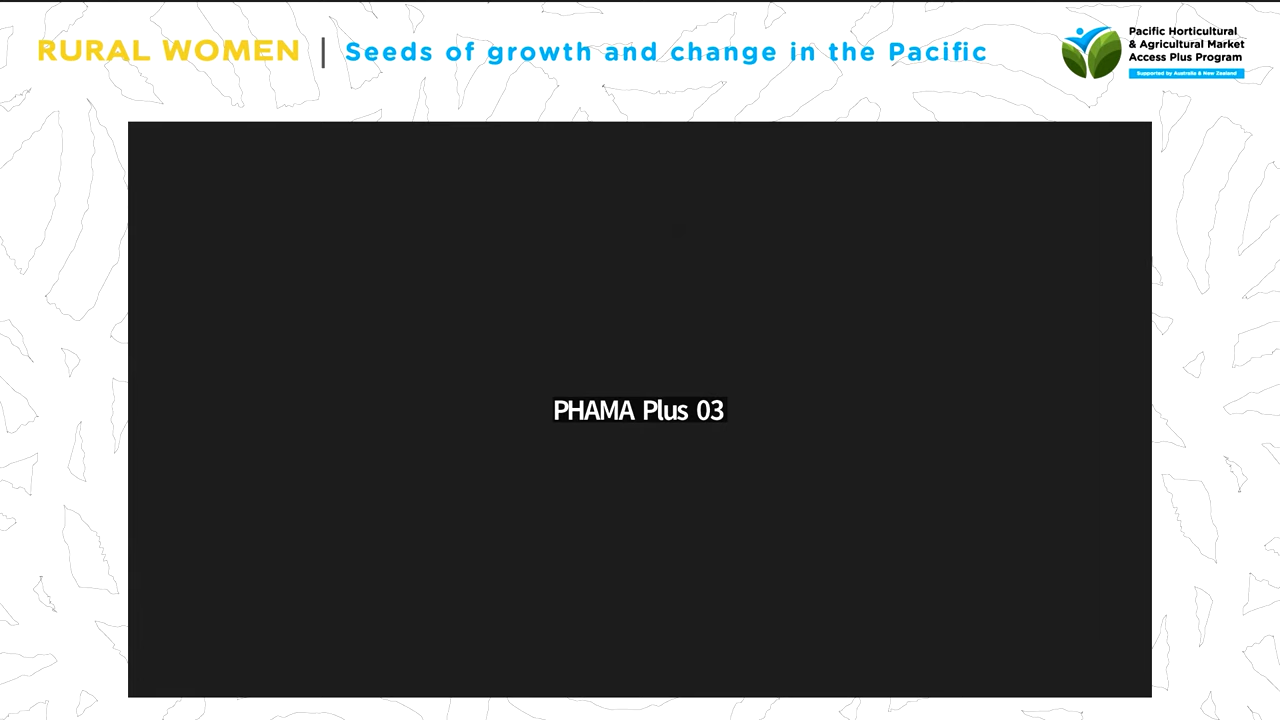 RURAL WOMEN | Seeds of growth and change in the Pacific
Pacific Horticultural
& Agricultural Market
Access Plus Program
Supported by Australia & New Zealand
PHAMA Plus 03